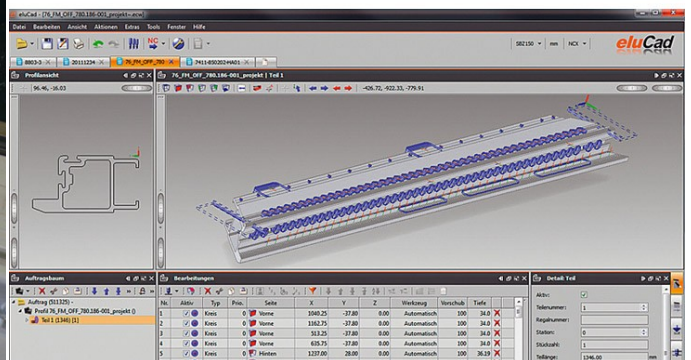 eluCad - [76_FM_OFF_780.186-001_projekt=.ecw]
Datei Bearbeiten Ansicht Aktionen Extras Tools Fenster Hilfe
NC SBZ150 mm NCX eluCad
8803-3 20111234 76_FM_OFF_780 7411-85020244A01
Profilansicht 76_FM_OFF_780.186-001_projekt | Teil 1
96.46, -16.03 -426.72, -922.33, -779.91
Auftragsbaum Bearbeitungen Detail: Teil
Nr. Aktiv Typ Prio. Seite X Y Z Werkzeug Vorschub Tiefe
Aktiv:
Auftrag (511325) -
1 Kreis 0 Vorne 1040.25 -37.80 0.00 Automatisch 100 34.0
Teilenummer: 1
Profil 76_FM_OFF_780.186-001_projekt ()
2 Kreis 0 Vorne 1162.75 -37.80 0.00 Automatisch 100 34.0
Regalnummer:
Teil 1 (1346) [1]
3 Kreis 0 Vorne 513.25 -37.80 0.00 Automatisch 100 34.0
Station: 0
4 Kreis 0 Vorne 635.75 -37.80 0.00 Automatisch 100 34.0
Stückzahl: 1
5 Kreis 0 Hinten 1237.00 28.00 0.00 Automatisch 100 36.19
Teillänge: 1346.00